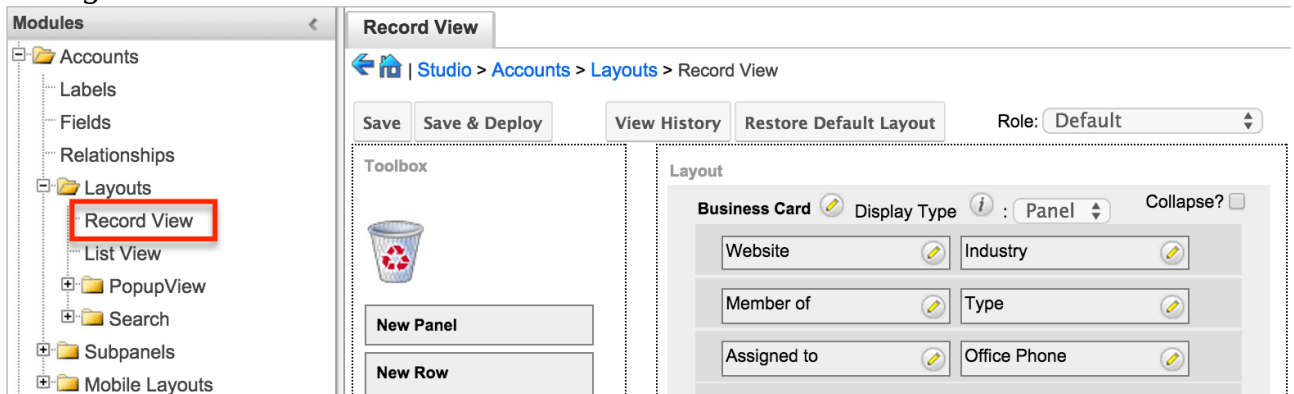 Modules <
Accounts
Labels
Fields
Relationships
Layouts
Record View
List View
PopupView
Search
Subpanels
Mobile Layouts
Record View
| Studio > Accounts > Layouts > Record View
Save Save & Deploy View History Restore Default Layout Role: Default
Toolbox
New Panel
New Row
Layout
Business Card Display Type i : Panel Collapse?
Website Industry
Member of Type
Assigned to Office Phone